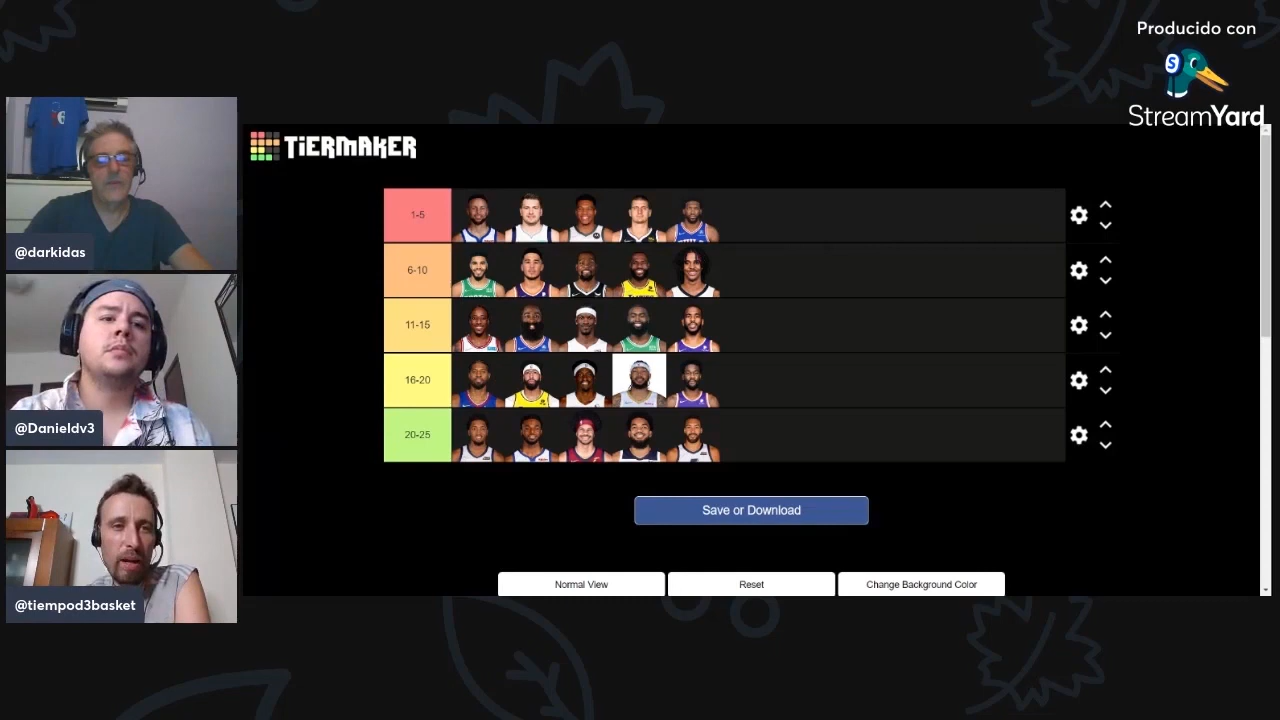 Producido con
S
StreamYard
TiERMAKER
1-5
6-10
11-15
16-20
20-25
@darkidas
@Danieldv3
@tiempod3basket
Save or Download
Normal View
Reset
Change Background Color